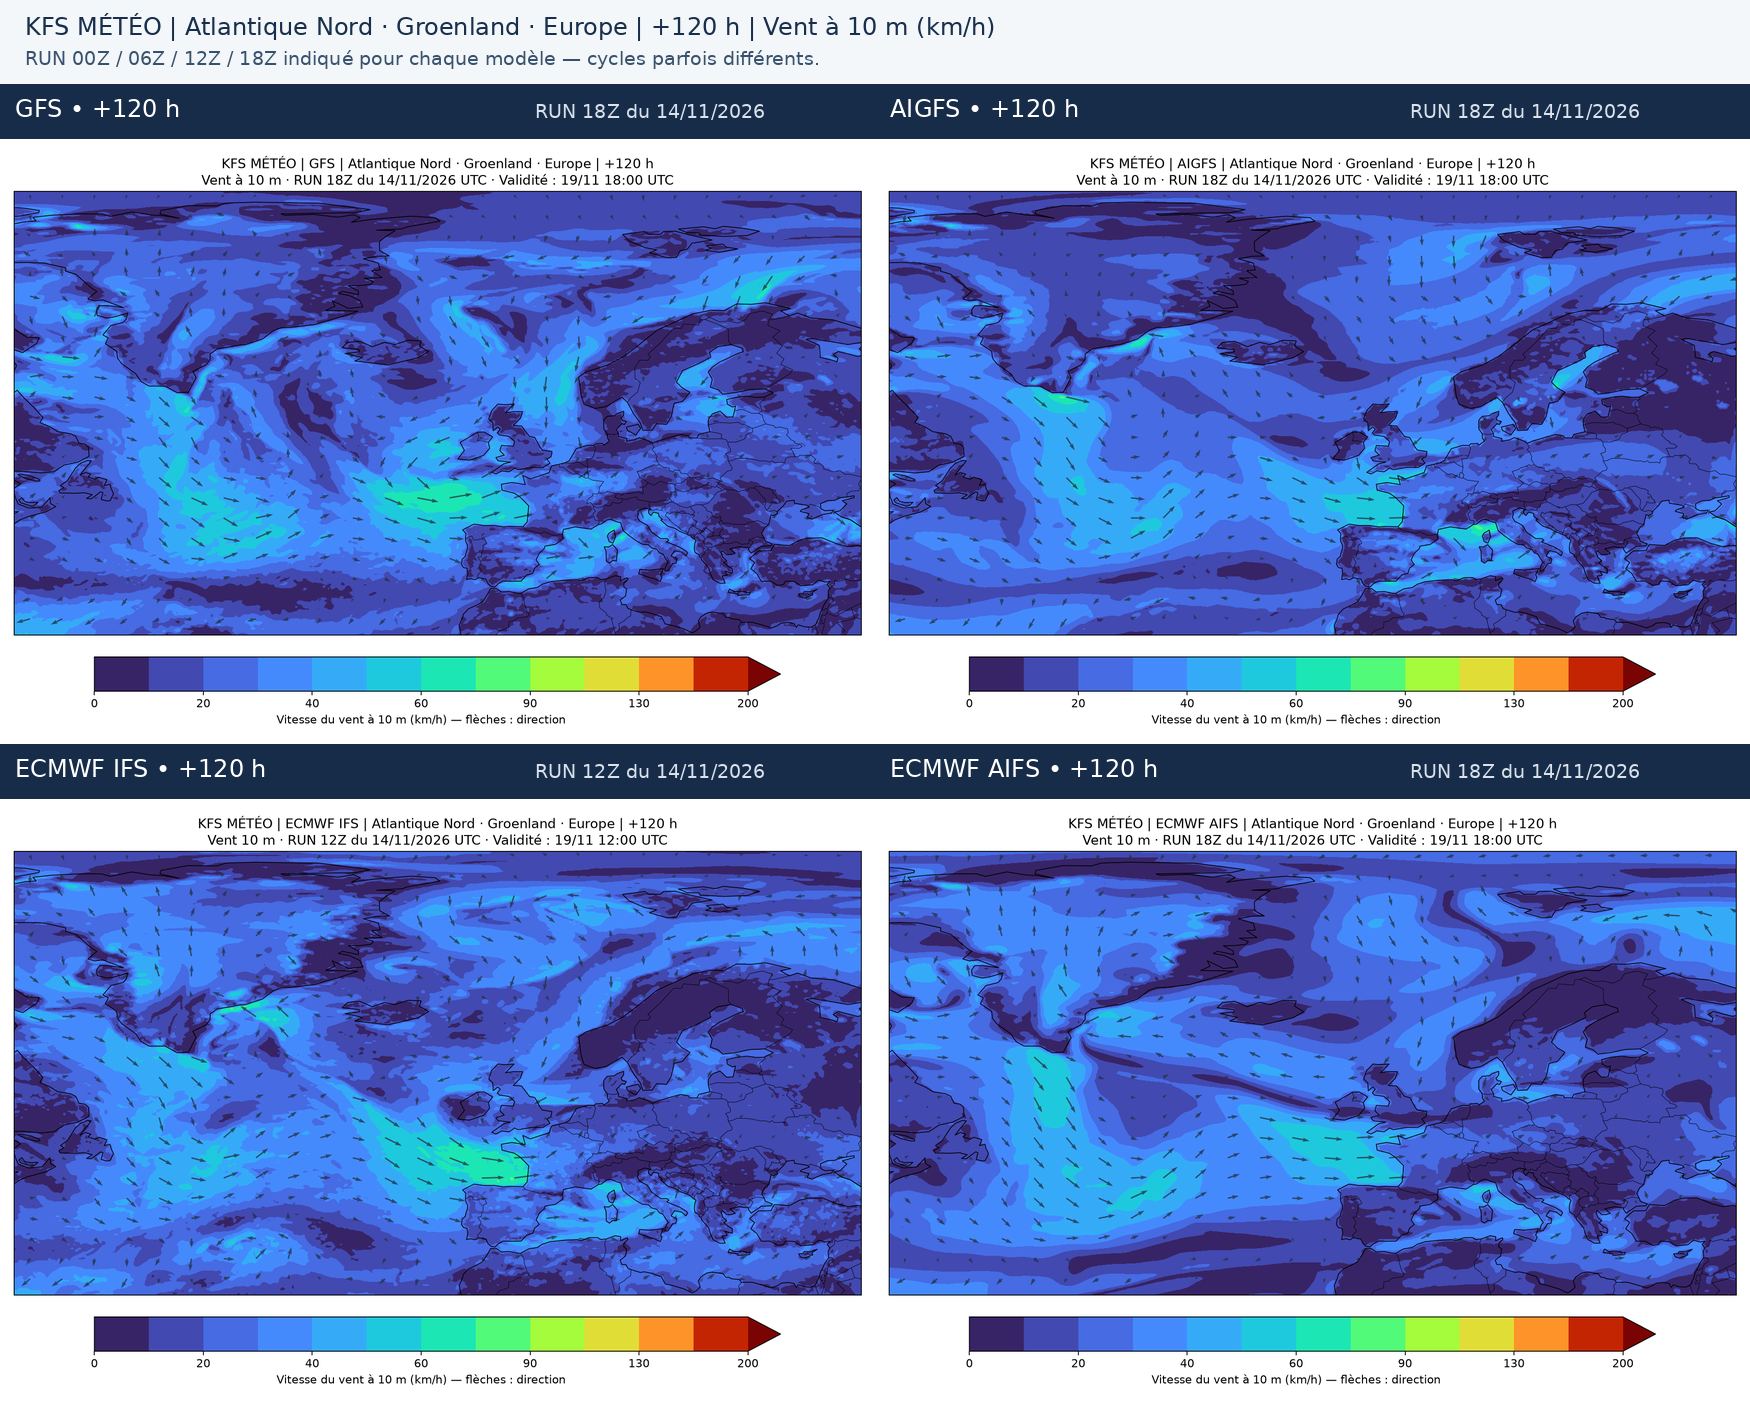 KFS MÉTÉO | Atlantique Nord · Groenland · Europe | +120 h | Vent à 10 m (km/h)
RUN 00Z / 06Z / 12Z / 18Z indiqué pour chaque modèle — cycles parfois différents.
GFS • +120 h
RUN 18Z du 14/11/2026
KFS MÉTÉO | GFS | Atlantique Nord · Groenland · Europe | +120 h
Vent à 10 m · RUN 18Z du 14/11/2026 UTC · Validité : 19/11 18:00 UTC
0 20 40 60 90 130 200
Vitesse du vent à 10 m (km/h) — flèches : direction
AIGFS • +120 h
RUN 18Z du 14/11/2026
KFS MÉTÉO | AIGFS | Atlantique Nord · Groenland · Europe | +120 h
Vent à 10 m · RUN 18Z du 14/11/2026 UTC · Validité : 19/11 18:00 UTC
0 20 40 60 90 130 200
Vitesse du vent à 10 m (km/h) — flèches : direction
ECMWF IFS • +120 h
RUN 12Z du 14/11/2026
KFS MÉTÉO | ECMWF IFS | Atlantique Nord · Groenland · Europe | +120 h
Vent 10 m · RUN 12Z du 14/11/2026 UTC · Validité : 19/11 12:00 UTC
0 20 40 60 90 130 200
Vitesse du vent à 10 m (km/h) — flèches : direction
ECMWF AIFS • +120 h
RUN 18Z du 14/11/2026
KFS MÉTÉO | ECMWF AIFS | Atlantique Nord · Groenland · Europe | +120 h
Vent 10 m · RUN 18Z du 14/11/2026 UTC · Validité : 19/11 18:00 UTC
0 20 40 60 90 130 200
Vitesse du vent à 10 m (km/h) — flèches : direction